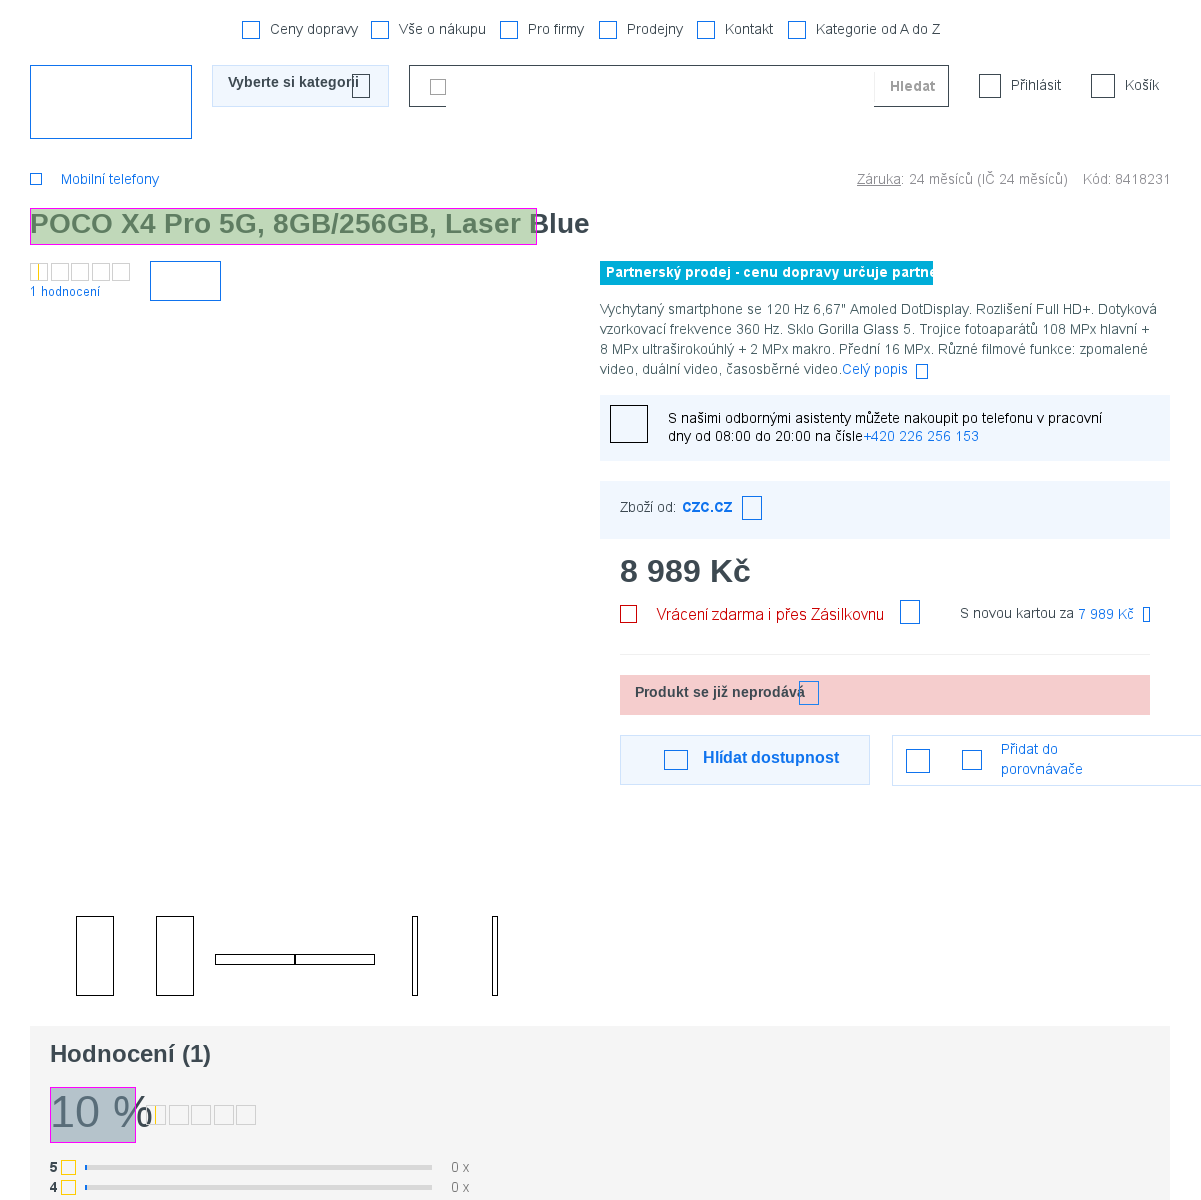 Ceny dopravy Vše o nákupu Pro firmy Prodejny Kontakt Kategorie od A do Z
Vyberte si kategorii Hledat Přihlásit Košík
Mobilní telefony Záruka: 24 měsíců (IČ 24 měsíců) Kód: 8418231
POCO X4 Pro 5G, 8GB/256GB, Laser Blue
1 hodnocení
Partnerský prodej - cenu dopravy určuje
Vychytaný smartphone se 120 Hz 6,67" Amoled DotDisplay. Rozlišení Full HD+. Dotyková
vzorkovací frekvence 360 Hz. Sklo Gorilla Glass 5. Trojice fotoaparátů 108 MPx hlavní +
8 MPx ultraširokoúhlý + 2 MPx makro. Přední 16 MPx. Různé filmové funkce: zpomalené
video, duální video, časosběrné video.Celý popis
S našimi odbornými asistenty můžete nakoupit po telefonu v pracovní
dny od 08:00 do 20:00 na čísle+420 226 256 153
Zboží od: CZC.CZ
8 989 Kč
Vrácení zdarma i přes Zásilkovnu S novou kartou za 7 989 Kč
Produkt se již neprodává
Hlídat dostupnost
Přidat do
porovnávače
Hodnocení (1)
10 %
5 0 x
4 0 x